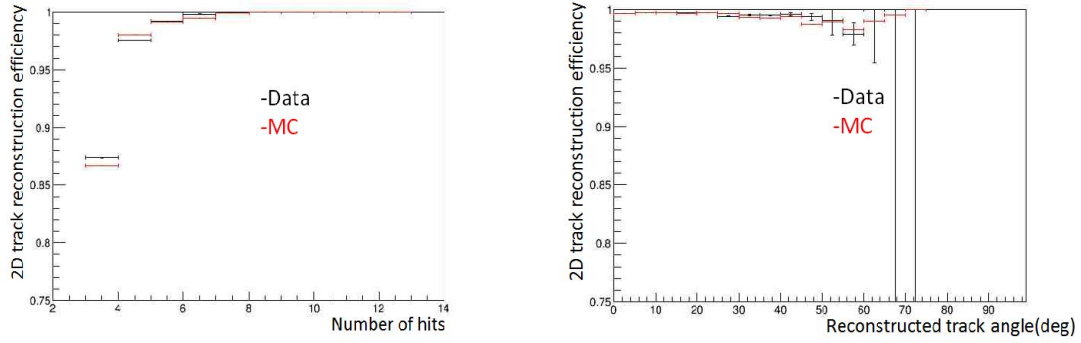 2D track reconstruction efficiency
1
0.95
0.9
0.85
0.8
0.75
-Data
-MC
2 4 6 8 10 12 14
Number of hits
2D track reconstruction efficiency
1
0.95
0.9
0.85
0.8
0.75
-Data
-MC
0 10 20 30 40 50 60 70 80 90
Reconstructed track angle(deg)